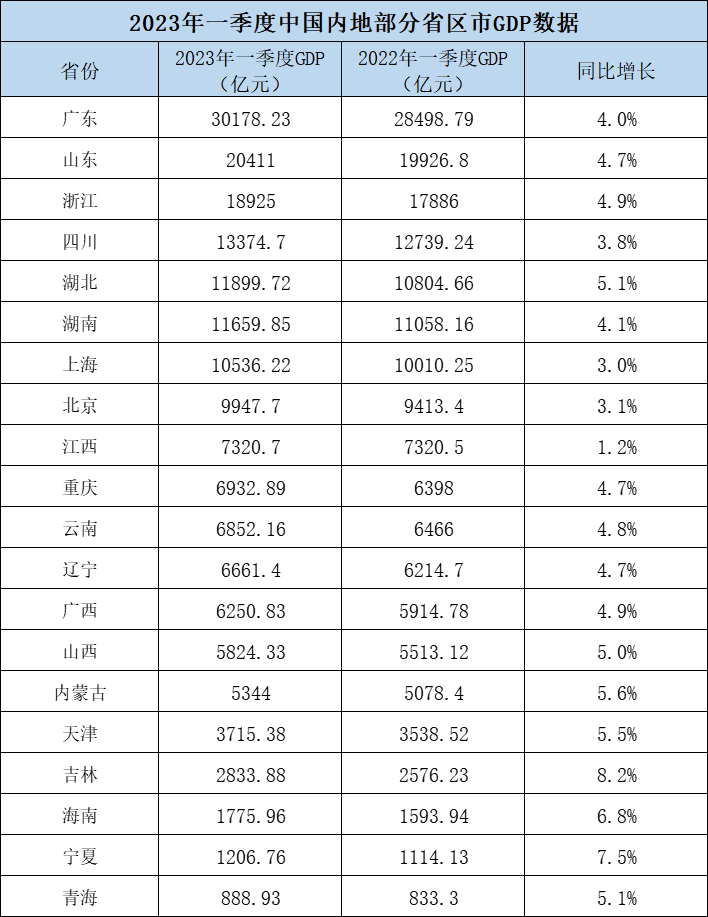 2023年一季度中国内地部分省区市GDP数据
省份 2023年一季度GDP（亿元） 2022年一季度GDP（亿元） 同比增长
广东 30178.23 28498.79 4.0%
山东 20411 19926.8 4.7%
浙江 18925 17886 4.9%
四川 13374.7 12739.24 3.8%
湖北 11899.72 10804.66 5.1%
湖南 11659.85 11058.16 4.1%
上海 10536.22 10010.25 3.0%
北京 9947.7 9413.4 3.1%
江西 7320.7 7320.5 1.2%
重庆 6932.89 6398 4.7%
云南 6852.16 6466 4.8%
辽宁 6661.4 6214.7 4.7%
广西 6250.83 5914.78 4.9%
山西 5824.33 5513.12 5.0%
内蒙古 5344 5078.4 5.6%
天津 3715.38 3538.52 5.5%
吉林 2833.88 2576.23 8.2%
海南 1775.96 1593.94 6.8%
宁夏 1206.76 1114.13 7.5%
青海 888.93 833.3 5.1%